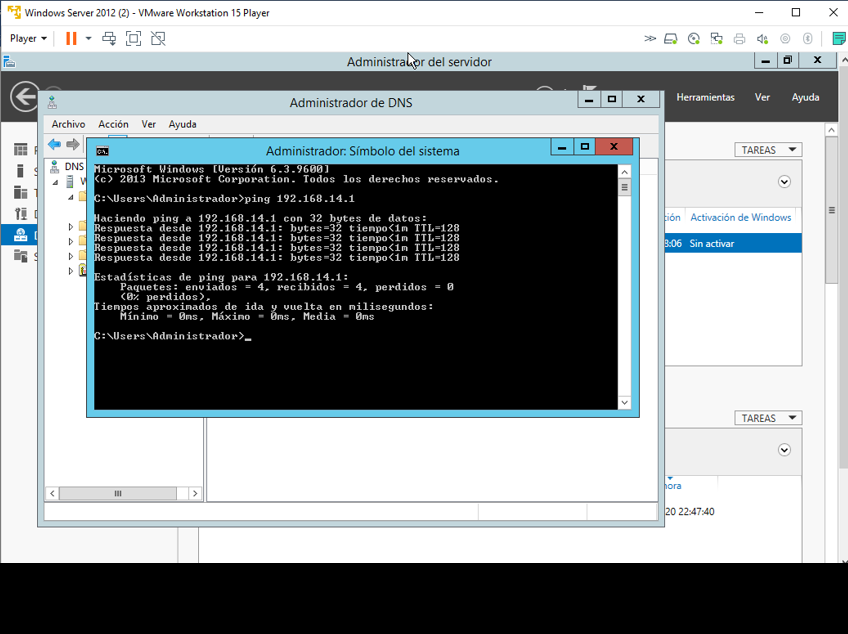 Windows Server 2012 (2) - VMware Workstation 15 Player
Player
Administrador del servidor
Herramientas Ver Ayuda
Administrador de DNS
Archivo Acción Ver Ayuda
DNS
TAREAS
ción Activación de Windows
8:06 Sin activar
Administrador: Símbolo del sistema
Microsoft Windows [Versión 6.3.9600]
(c) 2013 Microsoft Corporation. Todos los derechos reservados.
C:\Users\Administrador>ping 192.168.14.1
Haciendo ping a 192.168.14.1 con 32 bytes de datos:
Respuesta desde 192.168.14.1: bytes=32 tiempo<1m TTL=128
Respuesta desde 192.168.14.1: bytes=32 tiempo<1m TTL=128
Respuesta desde 192.168.14.1: bytes=32 tiempo<1m TTL=128
Respuesta desde 192.168.14.1: bytes=32 tiempo<1m TTL=128
Estadísticas de ping para 192.168.14.1:
Paquetes: enviados = 4, recibidos = 4, perdidos = 0
(0% perdidos),
Tiempos aproximados de ida y vuelta en milisegundos:
Mínimo = 0ms, Máximo = 0ms, Media = 0ms
C:\Users\Administrador>_
TAREAS
hora
20 22:47:40